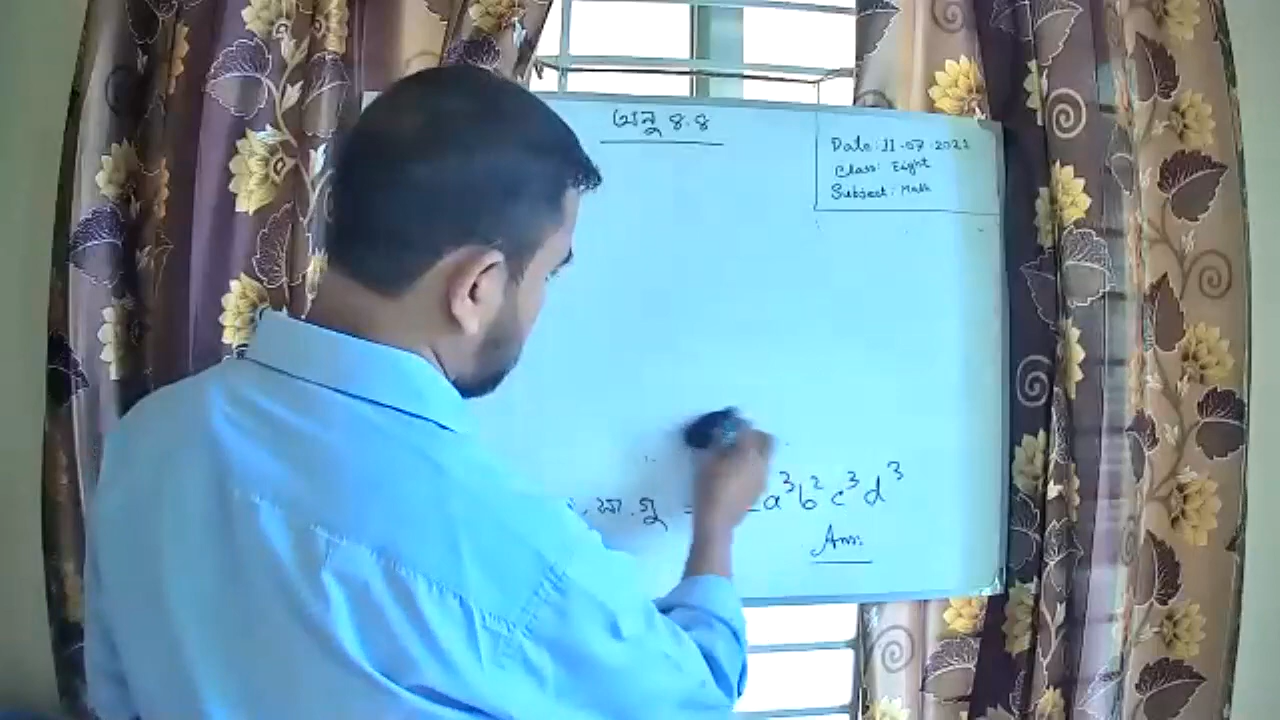 অনু ৪.৪
Date: 11-07-2021
Class: Eight
Subject: Math
.সা.গু = a³b²c³d³
Ans: